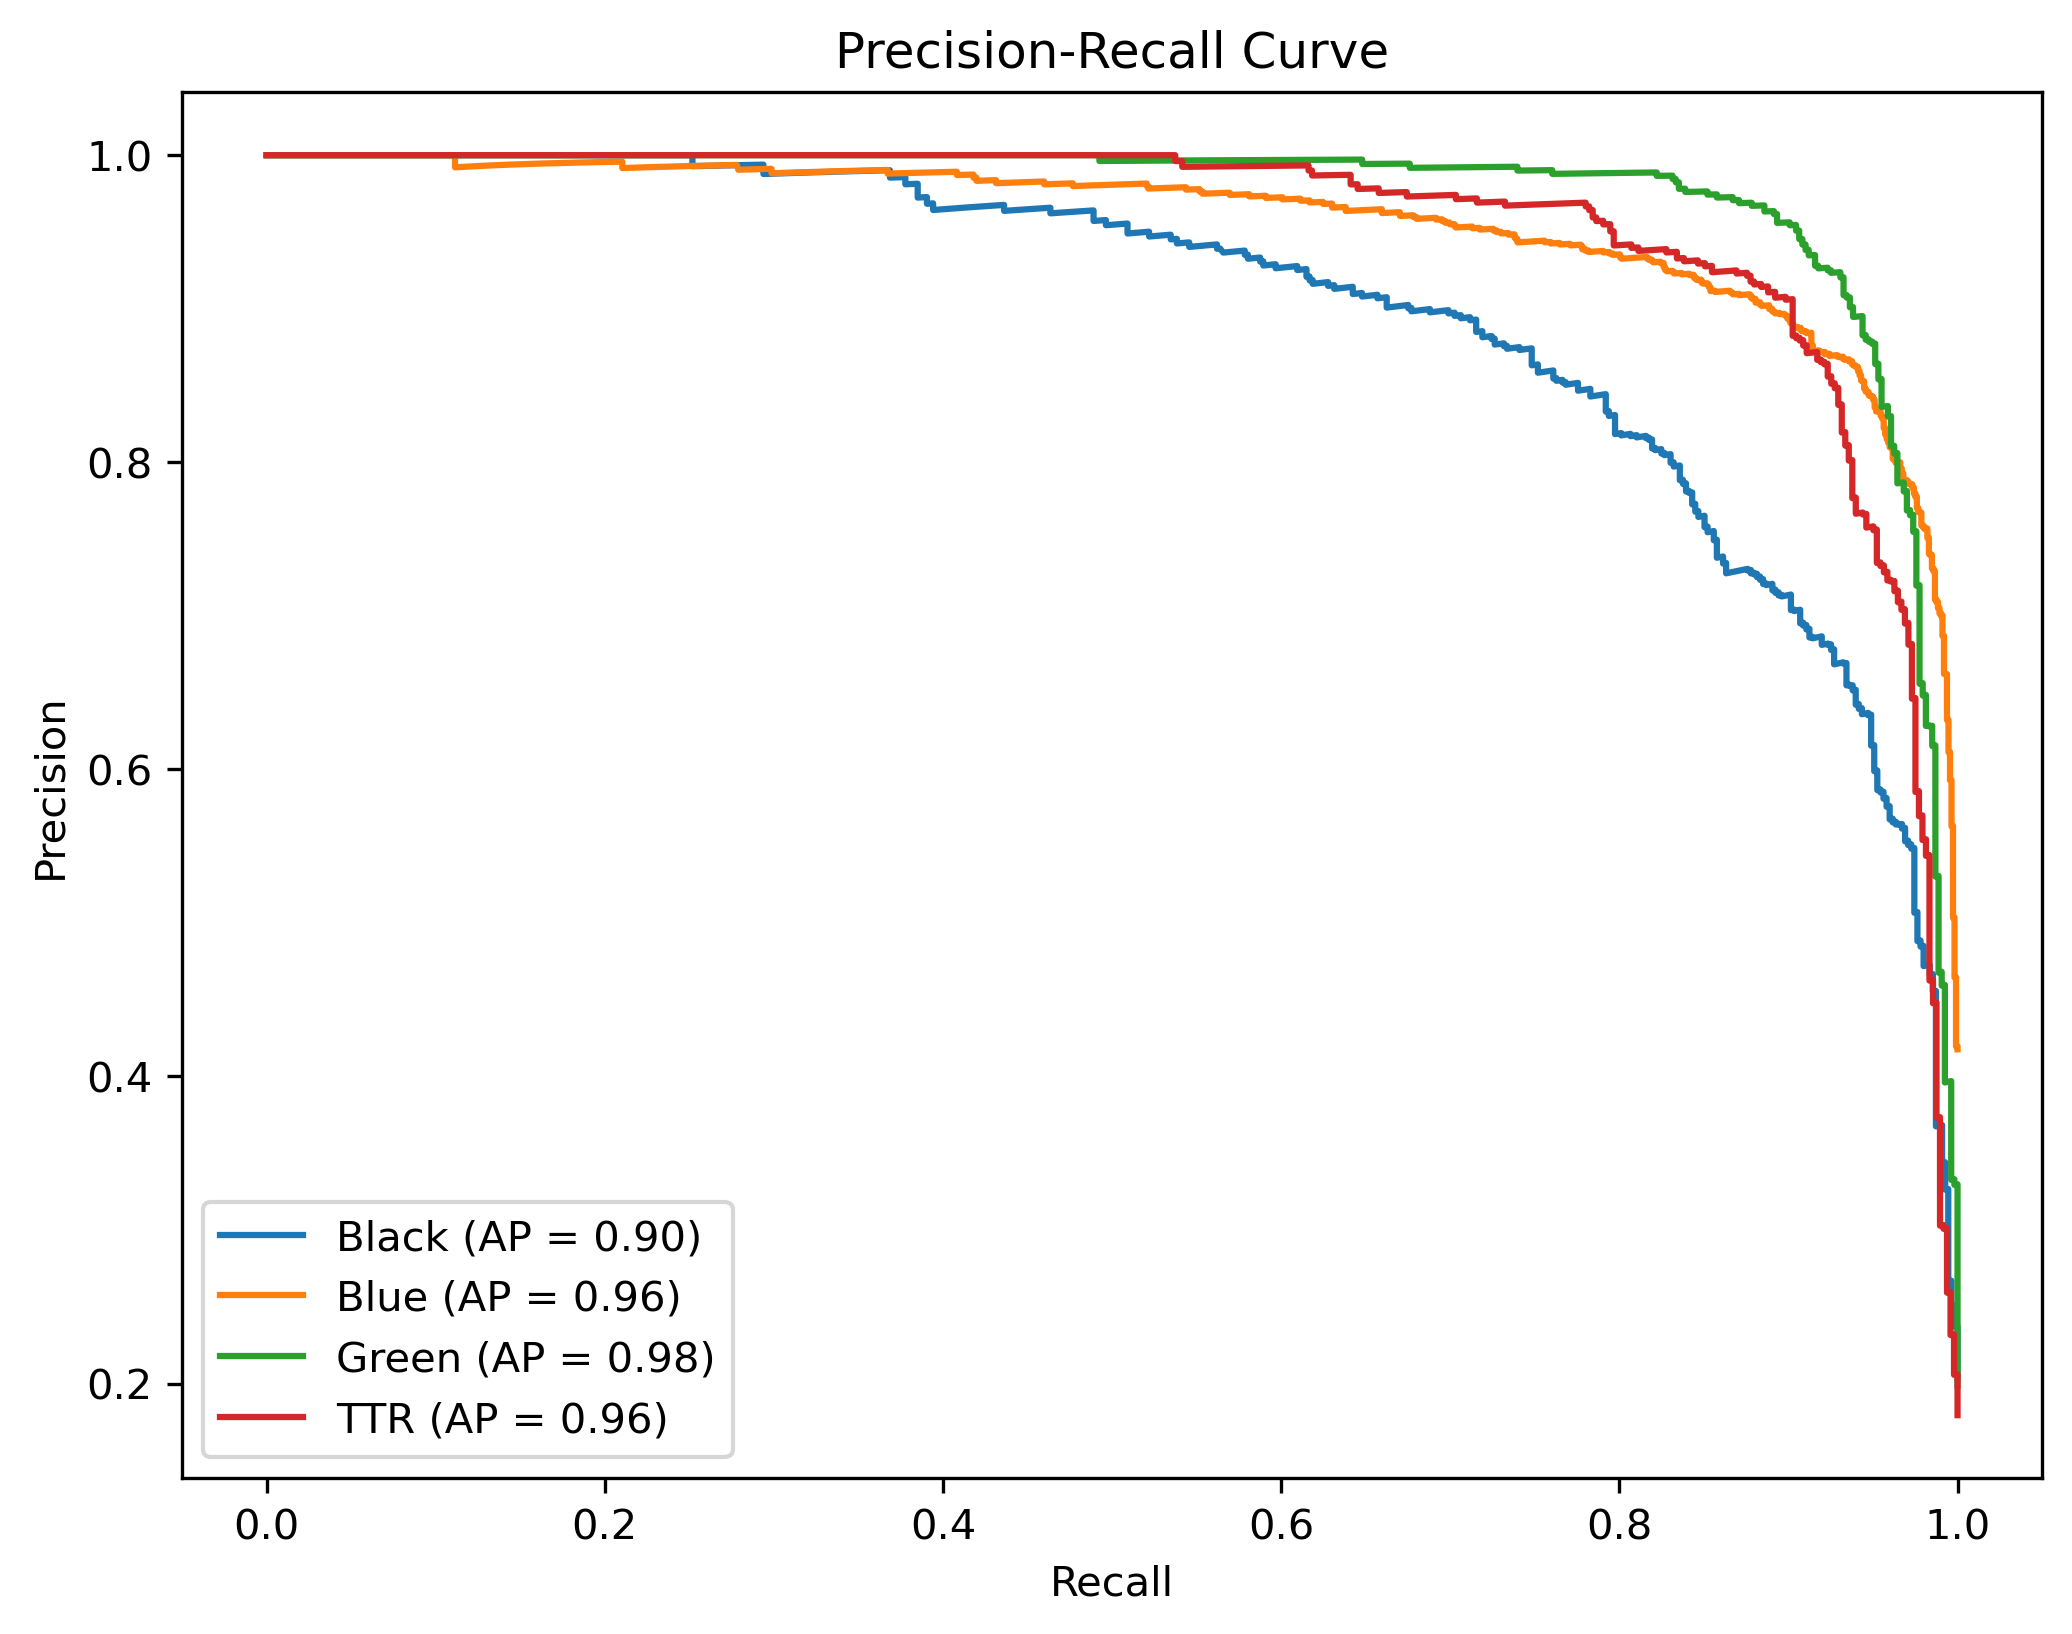 Precision-Recall Curve
1.0
0.8
0.6
0.4
0.2
Precision
Black (AP = 0.90)
Blue (AP = 0.96)
Green (AP = 0.98)
TTR (AP = 0.96)
0.0 0.2 0.4 0.6 0.8 1.0
Recall